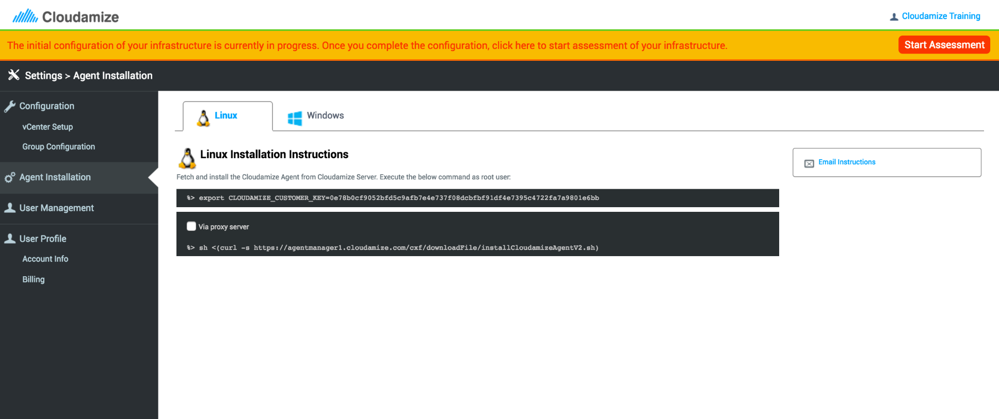 Cloudamize
Cloudamize Training
The initial configuration of your infrastructure is currently in progress. Once you complete the configuration, click here to start assessment of your infrastructure.
Start Assessment
Settings > Agent Installation
Configuration
vCenter Setup
Group Configuration
Agent Installation
User Management
User Profile
Account Info
Billing
Linux
Windows
Linux Installation Instructions
Fetch and install the Cloudamize Agent from Cloudamize Server. Execute the below command as root user:
%> export CLOUDAMIZE_CUSTOMER_KEY=0e78b0cf9052bfd5c9afb7e4e737f08dcbfbf91df4e7395c4722fa7a9801e6bb
Via proxy server
%> sh <(curl -s https://agentmanager1.cloudamize.com/cxf/downloadFile/installCloudamizeAgentV2.sh)
Email Instructions